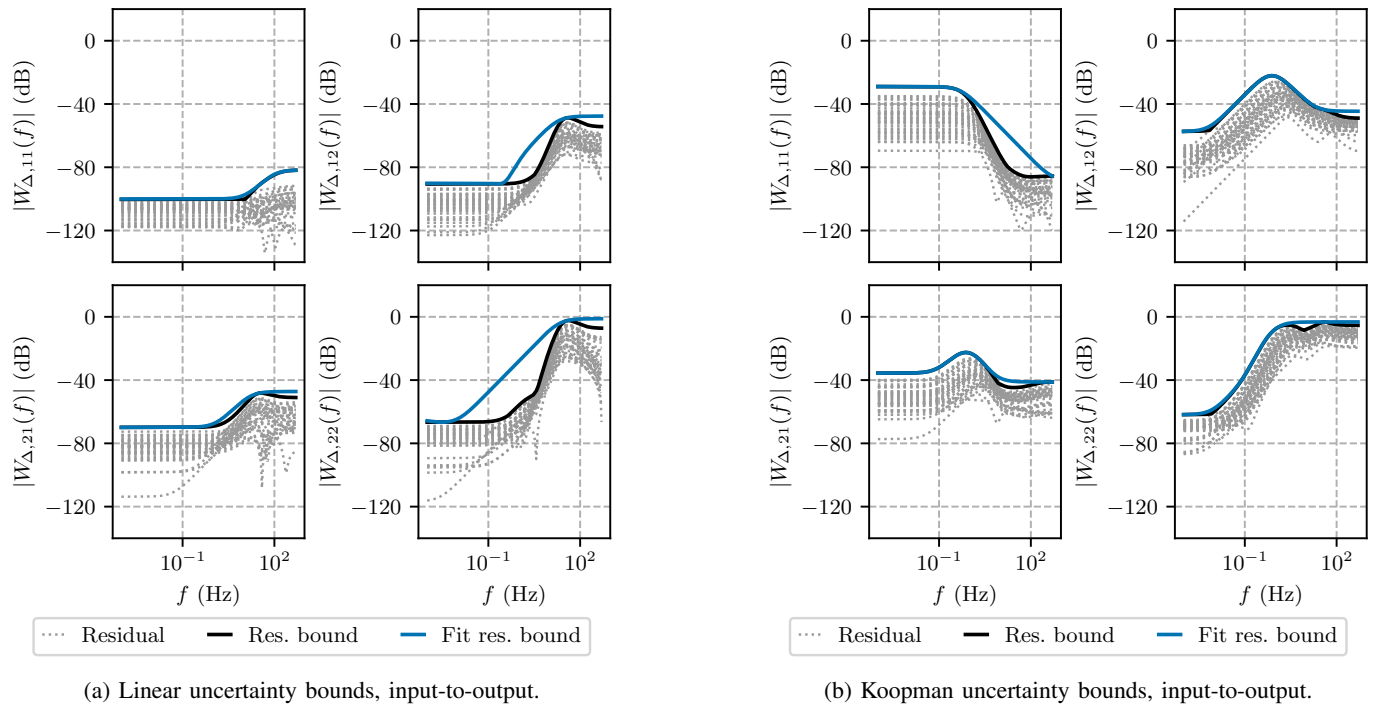 |W_{Δ,11}(f)| (dB)
0
−40
−80
−120
|W_{Δ,12}(f)| (dB)
0
−40
−80
−120
|W_{Δ,21}(f)| (dB)
0
−40
−80
−120
10^{−1}
10^{2}
f (Hz)
|W_{Δ,22}(f)| (dB)
0
−40
−80
−120
10^{−1}
10^{2}
f (Hz)
Residual Res. bound Fit res. bound
(a) Linear uncertainty bounds, input-to-output.
|W_{Δ,11}(f)| (dB)
0
−40
−80
−120
|W_{Δ,12}(f)| (dB)
0
−40
−80
−120
|W_{Δ,21}(f)| (dB)
0
−40
−80
−120
10^{−1}
10^{2}
f (Hz)
|W_{Δ,22}(f)| (dB)
0
−40
−80
−120
10^{−1}
10^{2}
f (Hz)
Residual Res. bound Fit res. bound
(b) Koopman uncertainty bounds, input-to-output.